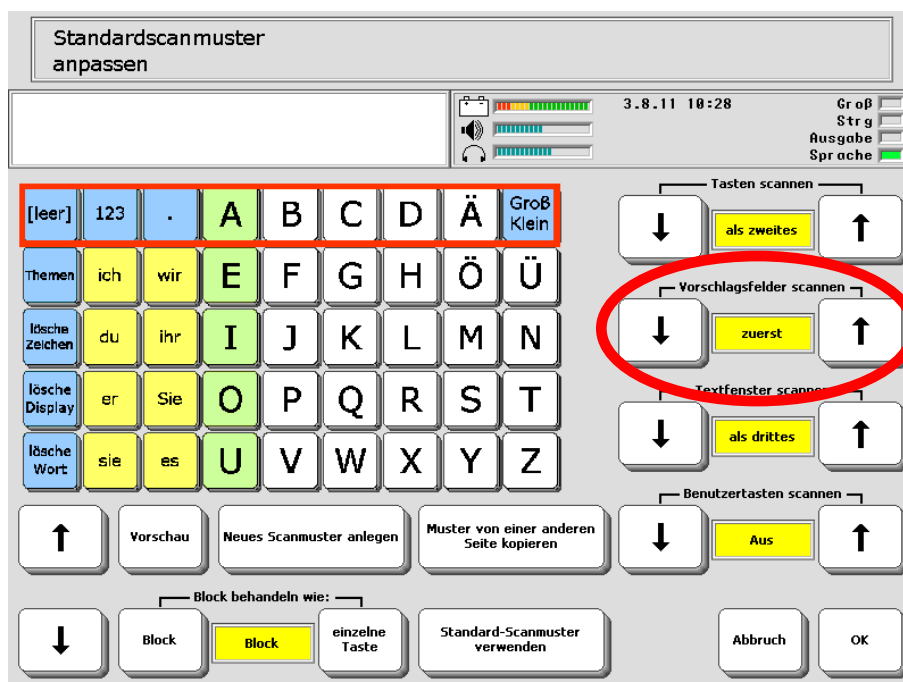 Standardscanmuster
anpassen
3.8.11 10:28
Groß
Strg
Ausgabe
Sprache
[leer] 123 . A B C D Ä Groß Klein
Themen ich wir E F G H Ö Ü
lösche Zeichen du ihr I J K L M N
lösche Display er Sie O P Q R S T
lösche Wort sie es U V W X Y Z
Tasten scannen
↓ als zweites ↑
Vorschlagsfelder scannen
↓ zuerst ↑
Textfenster scannen
↓ als drittes ↑
Benutzertasten scannen
↓ Aus ↑
↑ Vorschau Neues Scanmuster anlegen Muster von einer anderen Seite kopieren
Block behandeln wie:
↓ Block Block einzelne Taste Standard-Scanmuster verwenden Abbruch OK